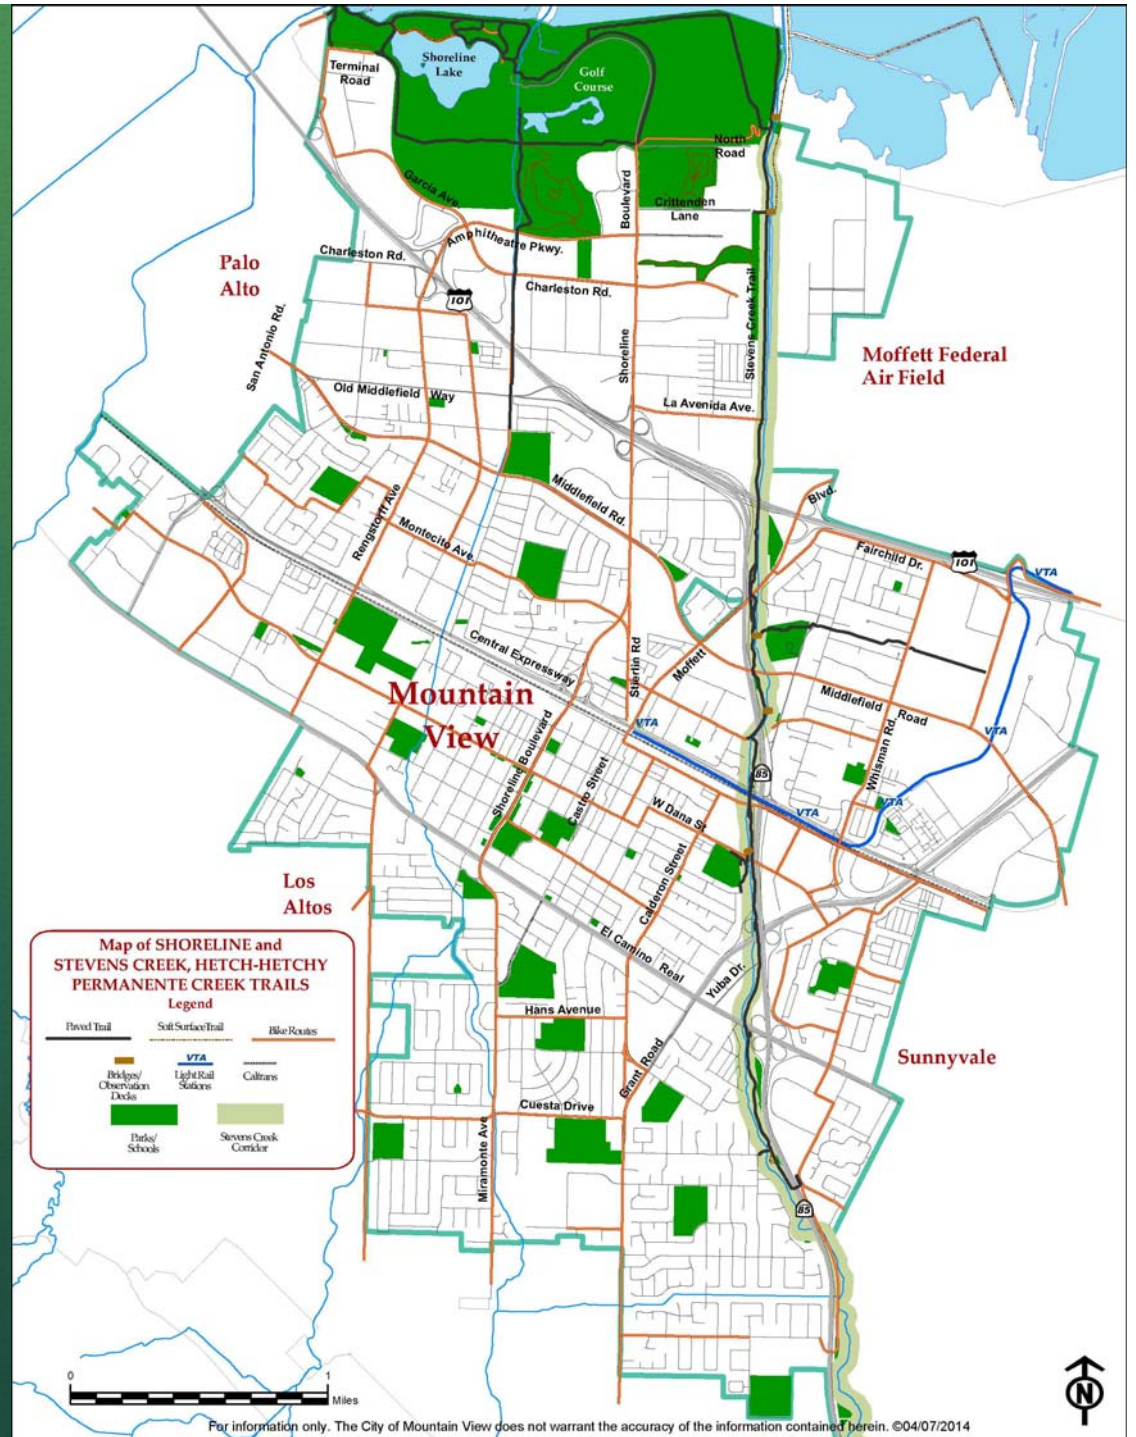 Shoreline
Lake
Terminal
Road
Golf
Course
North
Road
Garcia Ave.
Boulevard
Crittenden
Lane
Amphitheatre Pkwy.
Charleston Rd.
Palo
Alto
101
Charleston Rd.
Stevens Creek Trail
San Antonio Rd.
Shoreline
Moffett Federal
Air Field
Old Middlefield Way
La Avenida Ave.
Middlefield Rd.
Blvd.
Rengstorff Ave
Montecito Ave.
Fairchild Dr.
101
VTA
Central Expressway
Stierlin Rd
Moffett
Mountain
View
Middlefield Road
VTA
VTA
Whisman Rd.
Shoreline Boulevard
Castro Street
85
W Dana St
VTA
VTA
Calderon Street
Los
Altos
El Camino Real
Yuba Dr.
Map of SHORELINE and
STEVENS CREEK, HETCH-HETCHY
PERMANENTE CREEK TRAILS
Legend
Paved Trail
Soft Surface Trail
Bike Routes
VTA
Bridges/
Observation
Decks
Light Rail
Stations
Caltrans
Parks/
Schools
Stevens Creek
Corridor
Hans Avenue
Grant Road
Sunnyvale
Cuesta Drive
Miramonte Ave
85
0
1
Miles
N
For information only. The City of Mountain View does not warrant the accuracy of the information contained herein. ©04/07/2014